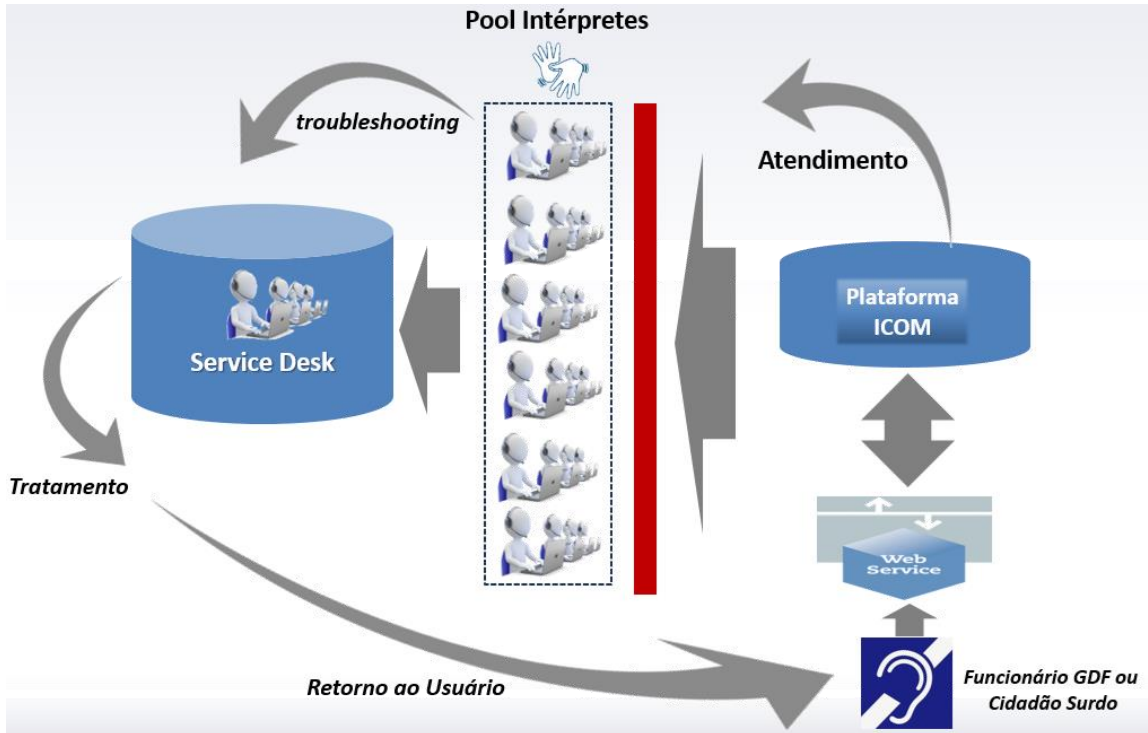 Pool Intérpretes
troubleshooting
Atendimento
Plataforma
ICOM
Service Desk
Tratamento
Web
Service
Retorno ao Usuário
Funcionário GDF ou
Cidadão Surdo